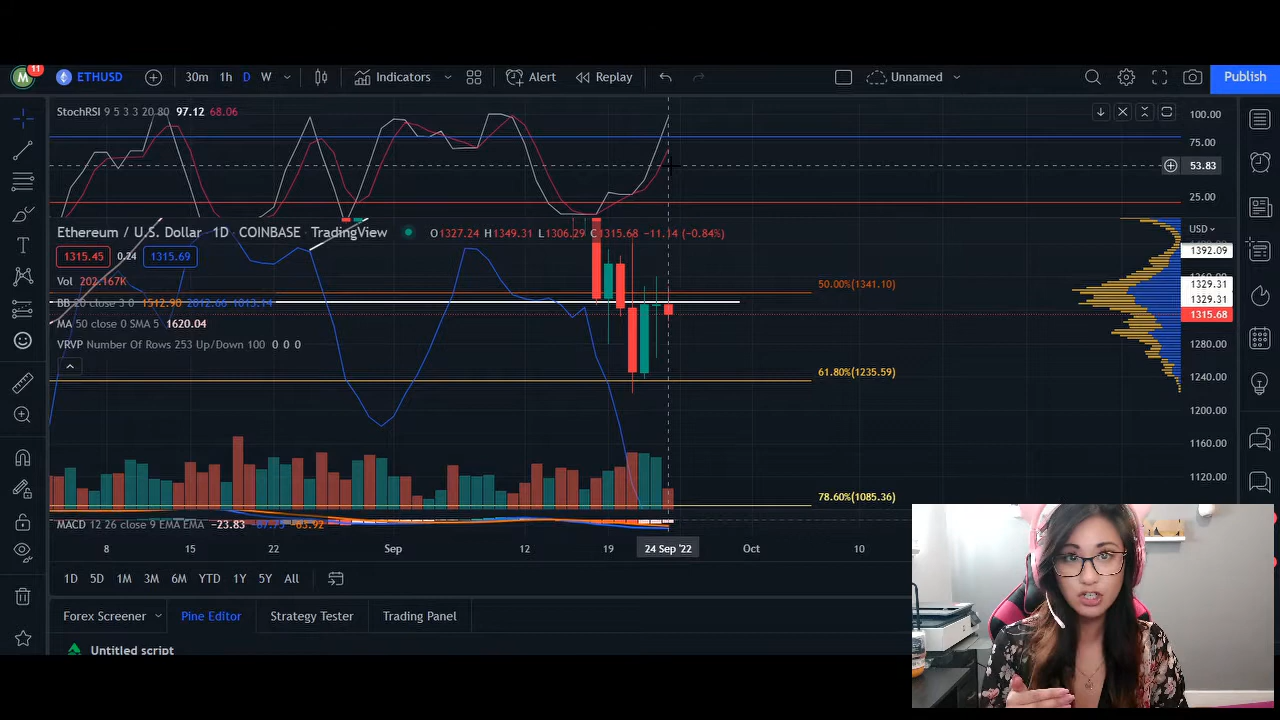 M 11 ETHUSD 30m 1h D W Indicators Alert Replay Unnamed Publish
StochRSI 9 5 3 3 20 80 97.12 68.06
100.00
75.00
53.83
25.00
Ethereum / U.S. Dollar 1D COINBASE TradingView O1327.24 H1349.31 L1306.29 C1315.68 −11.14 (−0.84%)
USD
1392.09
1315.45 0.24 1315.69
Vol 202.167K
50.00%(1341.10)
1329.31
1329.31
BB 20 close 3 0
MA 50 close 0 SMA 5 1620.04
1315.68
VRVP Number Of Rows 253 Up/Down 100 0 0 0
1280.00
61.80%(1235.59)
1240.00
1200.00
1160.00
1120.00
78.60%(1085.36)
MACD 12 26 close 9 EMA EMA −23.83
8 15 22 Sep 12 19 24 Sep '22 Oct 10
1D 5D 1M 3M 6M YTD 1Y 5Y All
Forex Screener Pine Editor Strategy Tester Trading Panel
Untitled script